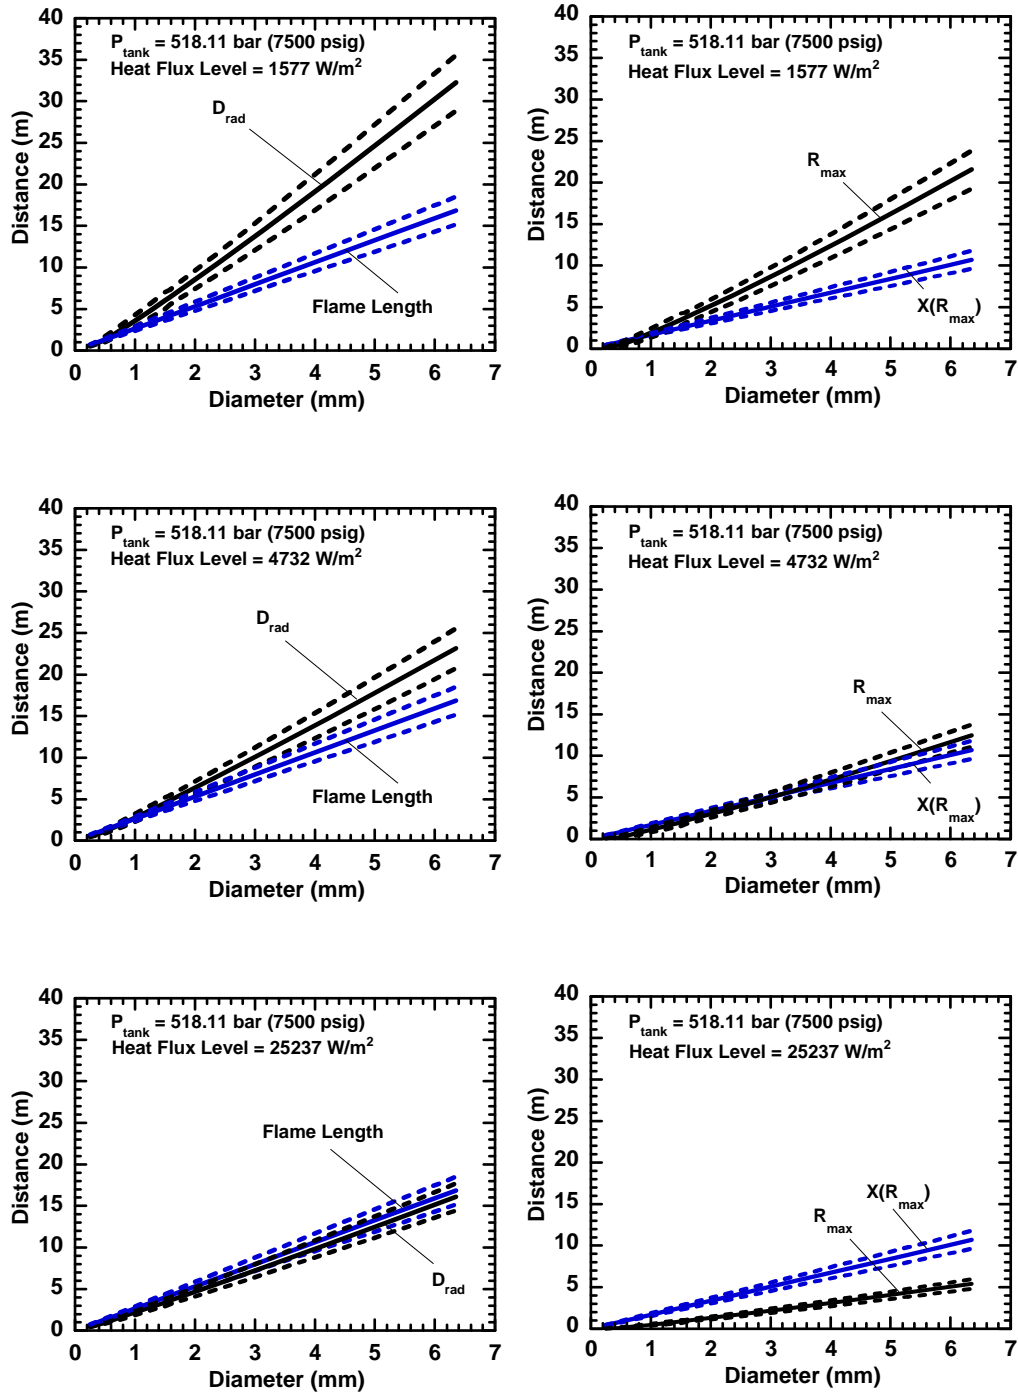 P_tank = 518.11 bar (7500 psig)
Heat Flux Level = 1577 W/m²
D_rad
Flame Length
Distance (m)
40
35
30
25
20
15
10
5
0
0 1 2 3 4 5 6 7
Diameter (mm)
P_tank = 518.11 bar (7500 psig)
Heat Flux Level = 1577 W/m²
R_max
X(R_max)
Distance (m)
40
35
30
25
20
15
10
5
0
0 1 2 3 4 5 6 7
Diameter (mm)
P_tank = 518.11 bar (7500 psig)
Heat Flux Level = 4732 W/m²
D_rad
Flame Length
Distance (m)
40
35
30
25
20
15
10
5
0
0 1 2 3 4 5 6 7
Diameter (mm)
P_tank = 518.11 bar (7500 psig)
Heat Flux Level = 4732 W/m²
R_max
X(R_max)
Distance (m)
40
35
30
25
20
15
10
5
0
0 1 2 3 4 5 6 7
Diameter (mm)
P_tank = 518.11 bar (7500 psig)
Heat Flux Level = 25237 W/m²
Flame Length
D_rad
Distance (m)
40
35
30
25
20
15
10
5
0
0 1 2 3 4 5 6 7
Diameter (mm)
P_tank = 518.11 bar (7500 psig)
Heat Flux Level = 25237 W/m²
X(R_max)
R_max
Distance (m)
40
35
30
25
20
15
10
5
0
0 1 2 3 4 5 6 7
Diameter (mm)